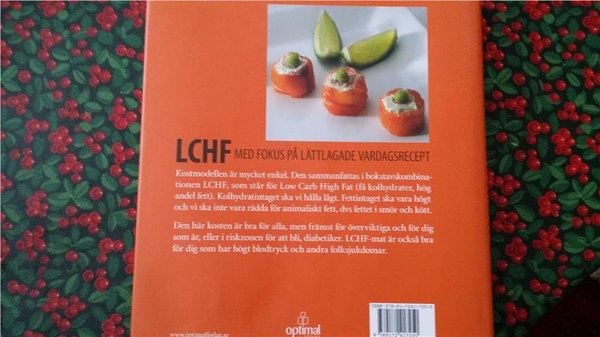 LCHF MED FOKUS PÅ LÄTTLAGADE VARDAGSRECEPT
Kostmodellen är mycket enkel. Den sammanfattas i bokstavskombina-
tionen LCHF, som står för Low Carb High Fat (få kolhydrater, hög
andel fett). Kolhydratintaget ska vi hålla lågt. Fettintaget ska vara högt
och vi ska inte vara rädda för animaliskt fett, dvs fettet i smör och kött.
Den här kosten är bra för alla, men främst för överviktiga och för dig
som är, eller i riskzonen för att bli, diabetiker. LCHF-mat är också bra
för dig som har högt blodtryck och andra folksjukdomar.
www.optimalforlag.se
optimal
ISBN